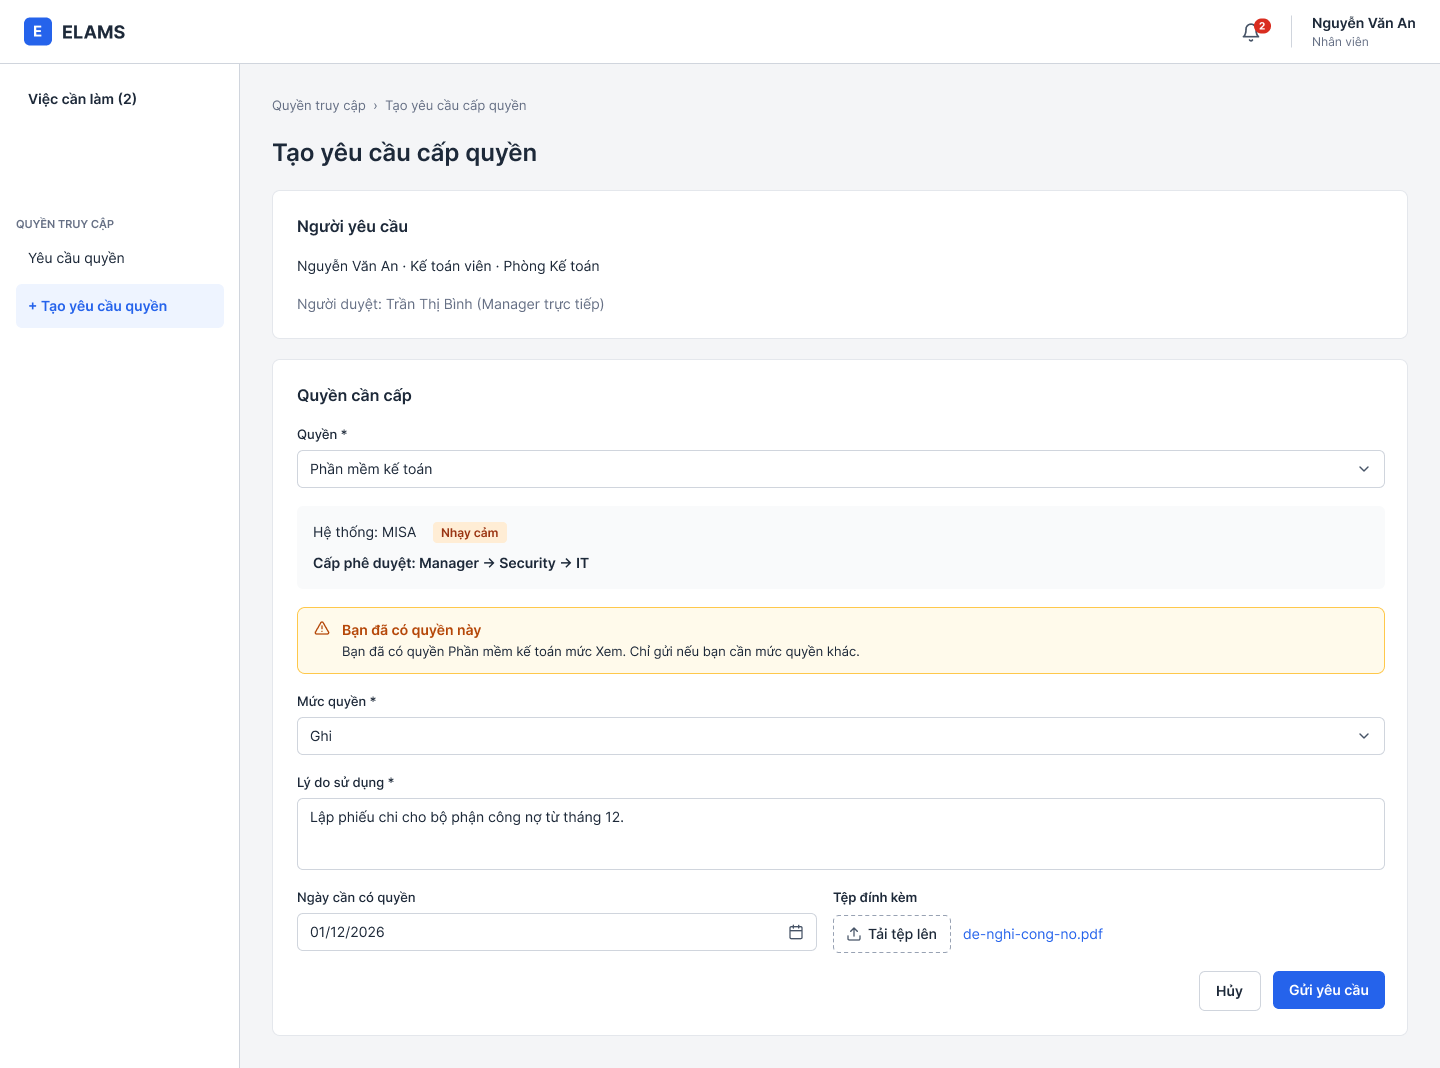 E ELAMS
2
Nguyễn Văn An
Nhân viên
Việc cần làm (2)
QUYỀN TRUY CẬP
Yêu cầu quyền
+ Tạo yêu cầu quyền
Quyền truy cập › Tạo yêu cầu cấp quyền
Tạo yêu cầu cấp quyền
Người yêu cầu
Nguyễn Văn An · Kế toán viên · Phòng Kế toán
Người duyệt: Trần Thị Bình (Manager trực tiếp)
Quyền cần cấp
Quyền *
Phần mềm kế toán
Hệ thống: MISA Nhạy cảm
Cấp phê duyệt: Manager → Security → IT
Bạn đã có quyền này
Bạn đã có quyền Phần mềm kế toán mức Xem. Chỉ gửi nếu bạn cần mức quyền khác.
Mức quyền *
Ghi
Lý do sử dụng *
Lập phiếu chi cho bộ phận công nợ từ tháng 12.
Ngày cần có quyền
01/12/2026
Tệp đính kèm
Tải tệp lên de-nghi-cong-no.pdf
Hủy
Gửi yêu cầu